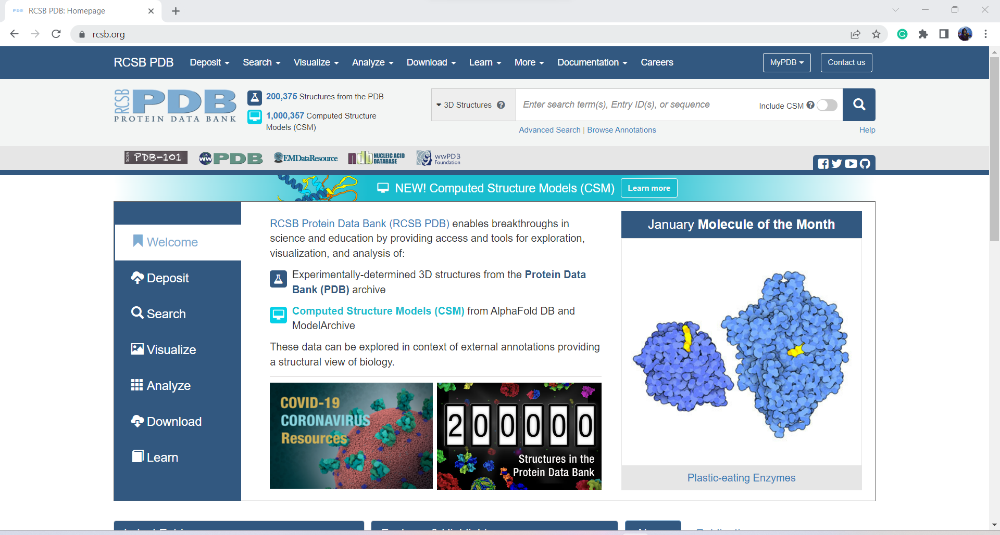 PDB RCSB PDB: Homepage
rcsb.org
RCSB PDB Deposit Search Visualize Analyze Download Learn More Documentation Careers MyPDB Contact us
RCSB PDB
PROTEIN DATA BANK
200,375 Structures from the PDB
1,000,357 Computed Structure
Models (CSM)
3D Structures ? Enter search term(s), Entry ID(s), or sequence Include CSM ?
Advanced Search | Browse Annotations Help
RCSB PDB-101 wwPDB EMDataResource ndb NUCLEIC ACID DATABASE wwPDB Foundation
NEW! Computed Structure Models (CSM) Learn more
Welcome
Deposit
Search
Visualize
Analyze
Download
Learn
RCSB Protein Data Bank (RCSB PDB) enables breakthroughs in
science and education by providing access and tools for exploration,
visualization, and analysis of:
Experimentally-determined 3D structures from the Protein Data
Bank (PDB) archive
Computed Structure Models (CSM) from AlphaFold DB and
ModelArchive
These data can be explored in context of external annotations providing
a structural view of biology.
COVID-19
CORONAVIRUS
Resources
200000
Structures in the
Protein Data Bank
January Molecule of the Month
Plastic-eating Enzymes